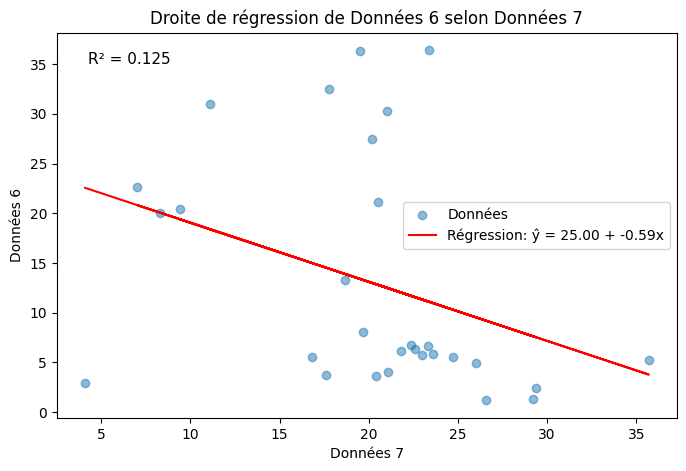 Droite de régression de Données 6 selon Données 7
R² = 0.125
Données 6
35
30
25
20
15
10
5
0
Données
Régression: ŷ = 25.00 + -0.59x
5
10
15
20
25
30
35
Données 7